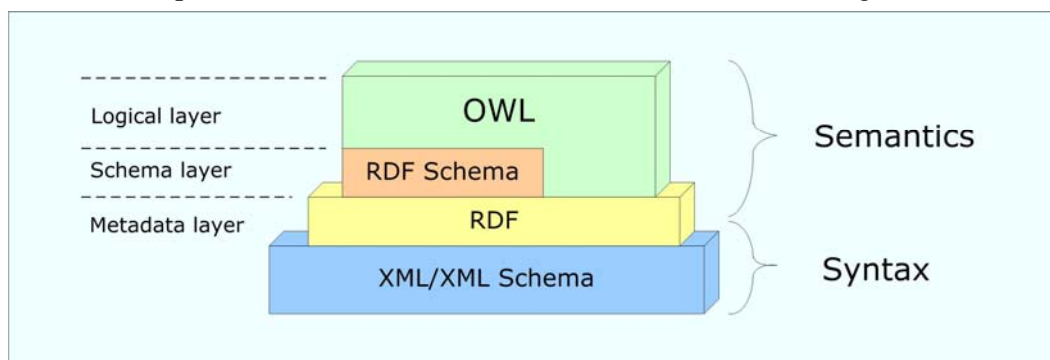 OWL
Logical layer
Semantics
Schema layer
RDF Schema
Metadata layer
RDF
Syntax
XML/XML Schema